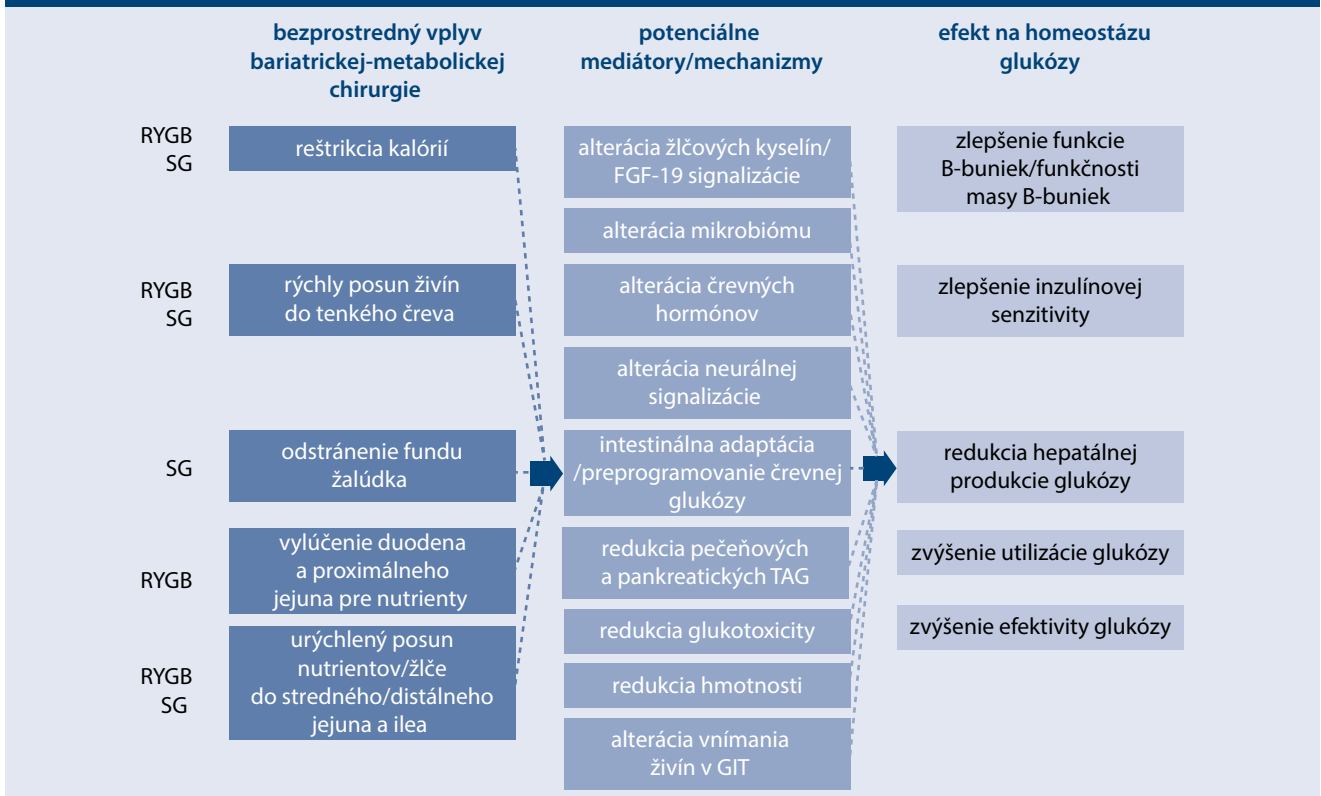 bezprostredný vplyv
bariatrickej-metabolickej
chirurgie
potenciálne
mediátory/mechanizmy
efekt na homeostázu
glukózy
RYGB
SG
reštrikcia kalórií
RYGB
SG
rýchly posun živín
do tenkého čreva
SG
odstránenie fundu
žalúdka
RYGB
vylúčenie duodena
a proximálneho
jejuna pre nutrienty
RYGB
SG
urýchlený posun
nutrientov/žlče
do stredného/distálneho
jejuna a ilea
alterácia žlčových kyselín/
FGF-19 signalizácie
alterácia mikrobiómu
alterácia črevných
hormónov
alterácia neurálnej
signalizácie
intestinálna adaptácia
/preprogramovanie črevnej
glukózy
redukcia pečeňových
a pankreatických TAG
redukcia glukotoxicity
redukcia hmotnosti
alterácia vnímania
živín v GIT
zlepšenie funkcie
B-buniek/funkčnosti
masy B-buniek
zlepšenie inzulínovej
senzitivity
redukcia hepatálnej
produkcie glukózy
zvýšenie utilizácie glukózy
zvýšenie efektivity glukózy